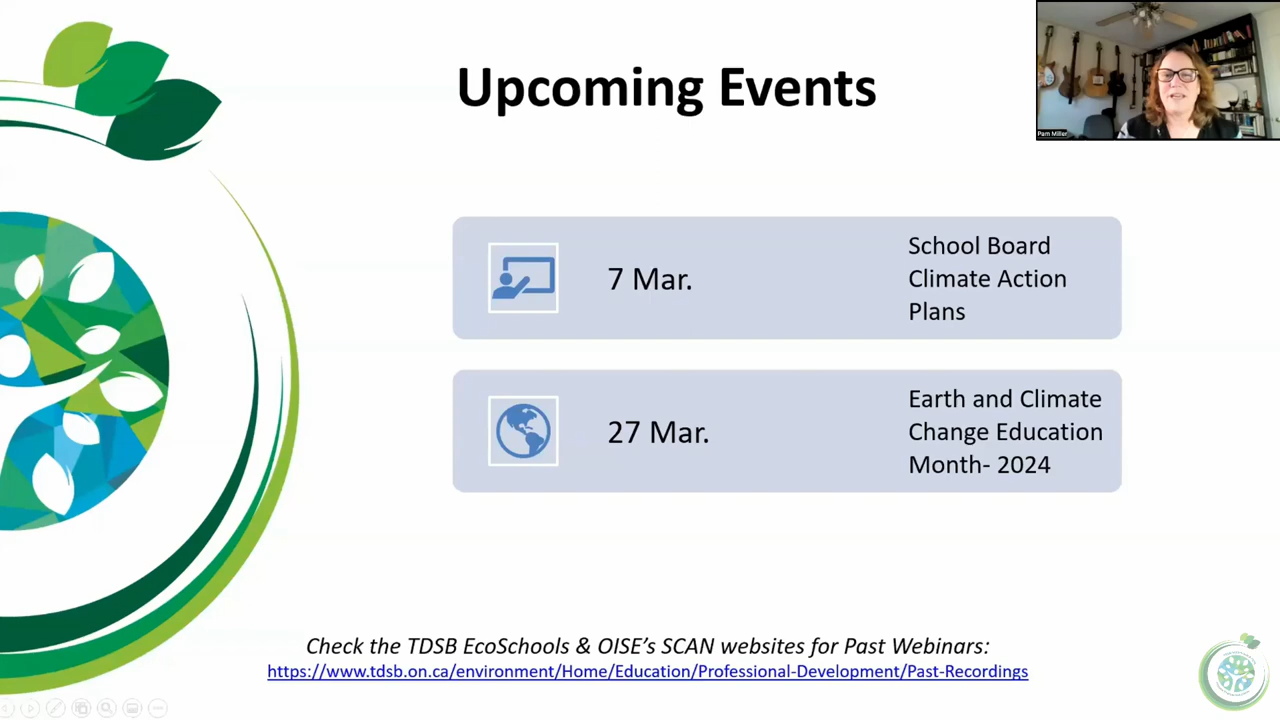 Upcoming Events
Pam Miller
7 Mar.
School Board
Climate Action
Plans
27 Mar.
Earth and Climate
Change Education
Month- 2024
Check the TDSB EcoSchools & OISE's SCAN websites for Past Webinars:
https://www.tdsb.on.ca/environment/Home/Education/Professional-Development/Past-Recordings